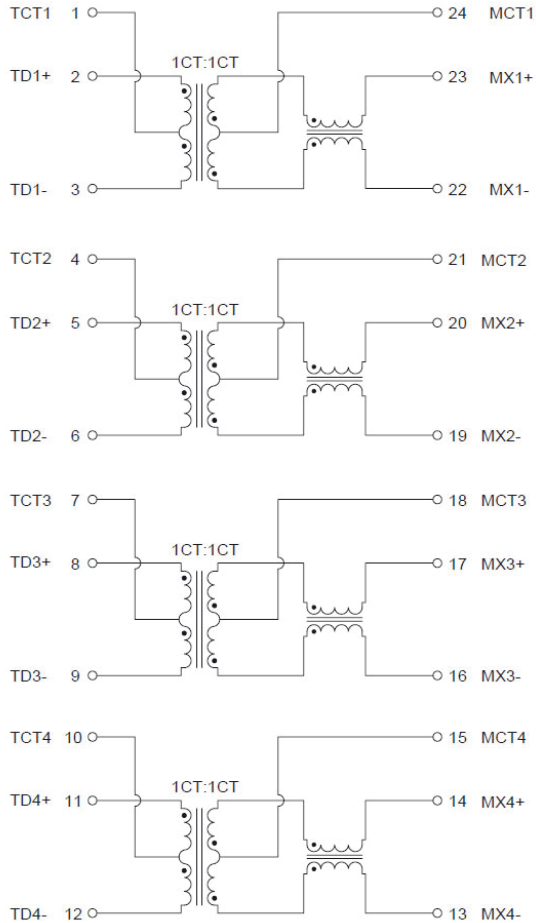 TCT1 1 24 MCT1
1CT:1CT
TD1+ 2 23 MX1+
TD1- 3 22 MX1-
TCT2 4 21 MCT2
1CT:1CT
TD2+ 5 20 MX2+
TD2- 6 19 MX2-
TCT3 7 18 MCT3
1CT:1CT
TD3+ 8 17 MX3+
TD3- 9 16 MX3-
TCT4 10 15 MCT4
1CT:1CT
TD4+ 11 14 MX4+
TD4- 12 13 MX4-